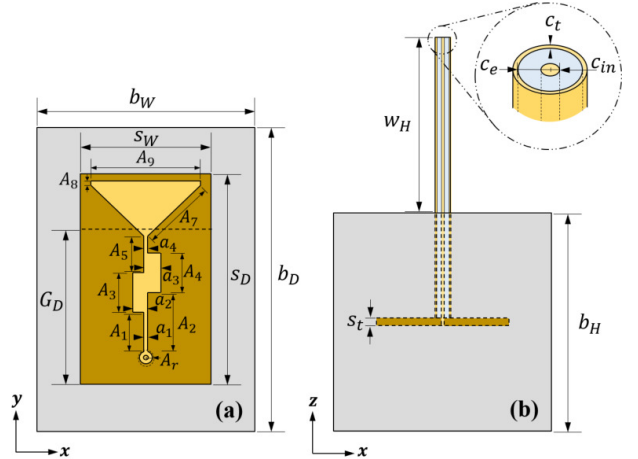 b_W
s_W
A_9
A_8
A_7
A_5
a_4
a_3
A_4
A_3
G_D
s_D
b_D
a_2
A_1
a_1
A_2
A_r
(a)
y
x
c_t
c_e
c_in
w_H
s_t
b_H
(b)
z
x